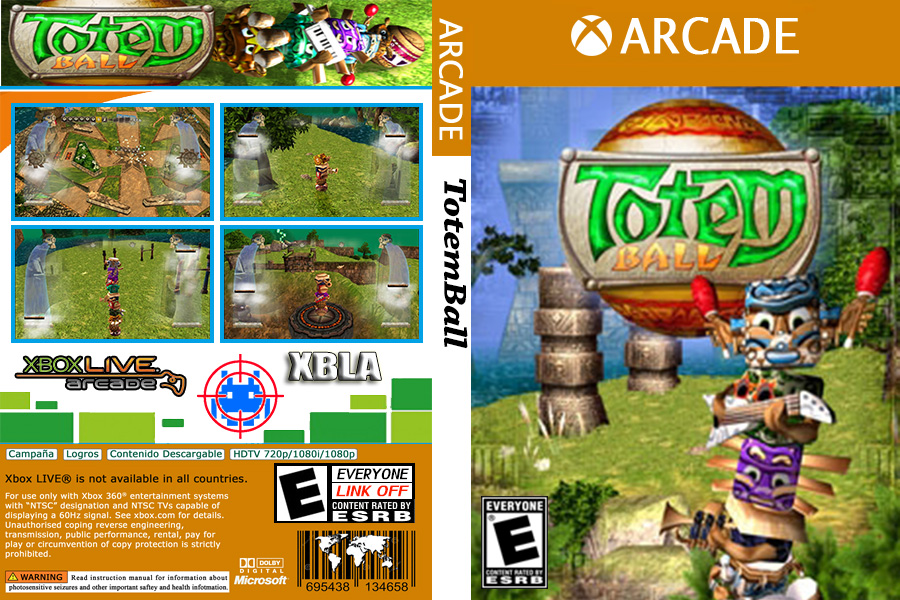 TOTEM
BALL
XBOX LIVE
arcade
XBLA
Campaña Logros Contenido Descargable HDTV 720p/1080i/1080p
Xbox LIVE® is not available in all countries.
For use only with Xbox 360® entertainment systems
with "NTSC" designation and NTSC TVs capable of
displaying a 60Hz signal. See xbox.com for details.
Unauthorised coping reverse engineering,
transmission, public performance, rental, pay for
play or circumvention of copy protection is strictly
prohibited.
E
EVERYONE
LINK OFF
CONTENT RATED BY
ESRB
WARNING Read instruction manual for information about
photosensitive seizures and other important saftey and health infotmation.
DOLBY
DIGITAL
Microsoft
695438 134658
ARCADE
TotemBall
ARCADE
TOTEM
BALL
EVERYONE
E
CONTENT RATED BY
ESRB